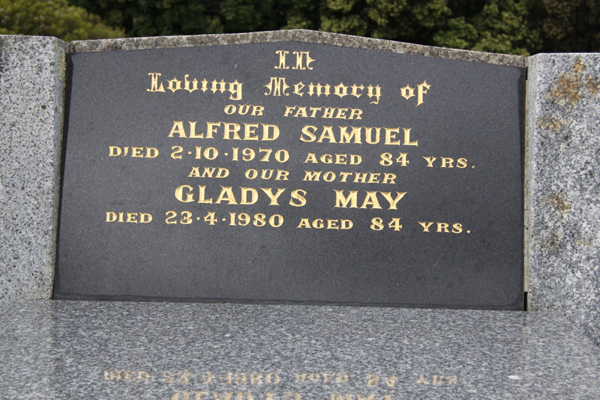 In
Loving Memory of
OUR FATHER
ALFRED SAMUEL
DIED 2·10·1970 AGED 84 YRS.
AND OUR MOTHER
GLADYS MAY
DIED 23·4·1980 AGED 84 YRS.